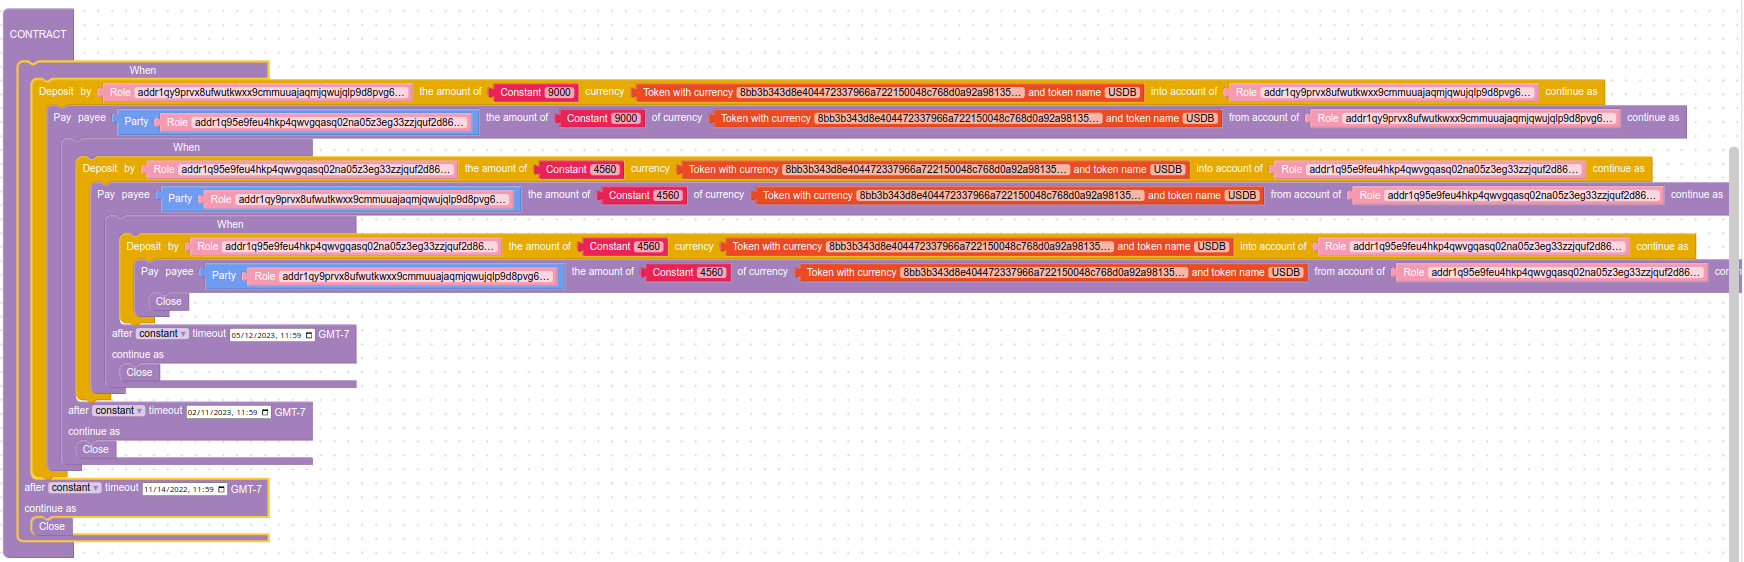 CONTRACT
When
Deposit by Role addr1qy9prvx8ufwutkwxx9cmmuuajaqmjqwujqlp9d8pvg6... the amount of Constant 9000 currency Token with currency 8bb3b343d8e404472337966a722150048c768d0a92a98135... and token name USDB into account of Role addr1qy9prvx8ufwutkwxx9cmmuuajaqmjqwujqlp9d8pvg6... continue as
Pay payee Party Role addr1q95e9feu4hkp4qwvgqasq02na05z3eg33zzjquf2d86... the amount of Constant 9000 of currency Token with currency 8bb3b343d8e404472337966a722150048c768d0a92a98135... and token name USDB from account of Role addr1qy9prvx8ufwutkwxx9cmmuuajaqmjqwujqlp9d8pvg6... continue as
When
Deposit by Role addr1q95e9feu4hkp4qwvgqasq02na05z3eg33zzjquf2d86... the amount of Constant 4560 currency Token with currency 8bb3b343d8e404472337966a722150048c768d0a92a98135... and token name USDB into account of Role addr1q95e9feu4hkp4qwvgqasq02na05z3eg33zzjquf2d86... continue as
Pay payee Party Role addr1qy9prvx8ufwutkwxx9cmmuuajaqmjqwujqlp9d8pvg6... the amount of Constant 4560 of currency Token with currency 8bb3b343d8e404472337966a722150048c768d0a92a98135... and token name USDB from account of Role addr1q95e9feu4hkp4qwvgqasq02na05z3eg33zzjquf2d86... continue as
When
Deposit by Role addr1q95e9feu4hkp4qwvgqasq02na05z3eg33zzjquf2d86... the amount of Constant 4560 currency Token with currency 8bb3b343d8e404472337966a722150048c768d0a92a98135... and token name USDB into account of Role addr1q95e9feu4hkp4qwvgqasq02na05z3eg33zzjquf2d86... continue as
Pay payee Party Role addr1qy9prvx8ufwutkwxx9cmmuuajaqmjqwujqlp9d8pvg6... the amount of Constant 4560 of currency Token with currency 8bb3b343d8e404472337966a722150048c768d0a92a98135... and token name USDB from account of Role addr1q95e9feu4hkp4qwvgqasq02na05z3eg33zzjquf2d86... con
Close
after constant timeout 05/12/2023, 11:59 GMT-7
continue as
Close
after constant timeout 02/11/2023, 11:59 GMT-7
continue as
Close
after constant timeout 11/14/2022, 11:59 GMT-7
continue as
Close